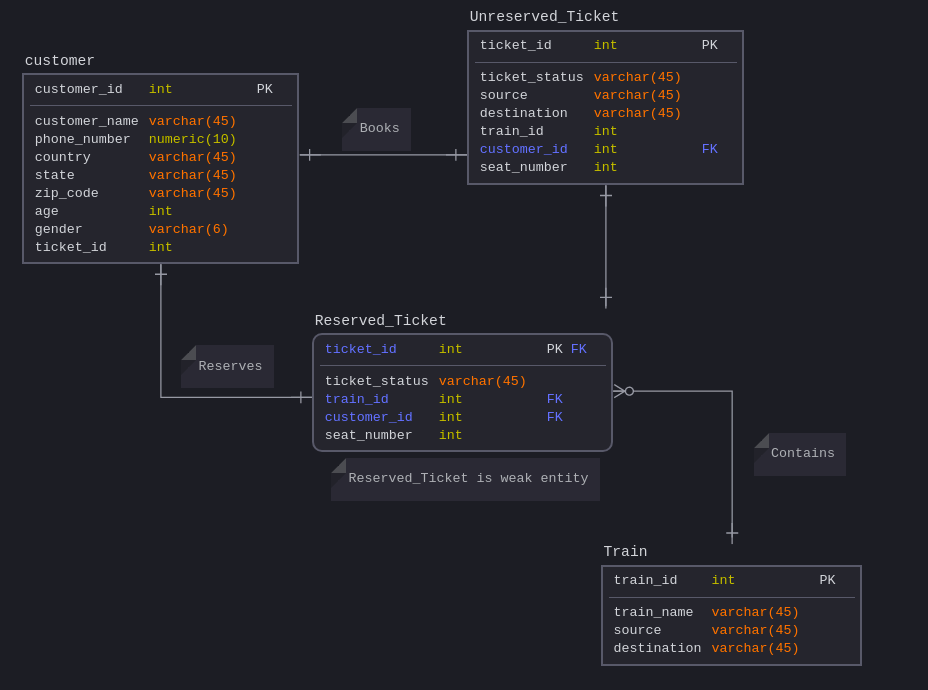 Unreserved_Ticket
ticket_id int PK
ticket_status varchar(45)
source varchar(45)
destination varchar(45)
train_id int
customer_id int FK
seat_number int
customer
customer_id int PK
customer_name varchar(45)
phone_number numeric(10)
country varchar(45)
state varchar(45)
zip_code varchar(45)
age int
gender varchar(6)
ticket_id int
Books
Reserved_Ticket
ticket_id int PK FK
ticket_status varchar(45)
train_id int FK
customer_id int FK
seat_number int
Reserves
Reserved_Ticket is weak entity
Contains
Train
train_id int PK
train_name varchar(45)
source varchar(45)
destination varchar(45)